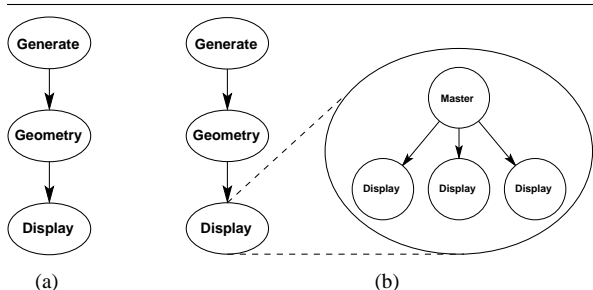 Generate
Geometry
Display
(a)
Generate
Geometry
Display
Master
Display
Display
Display
(b)